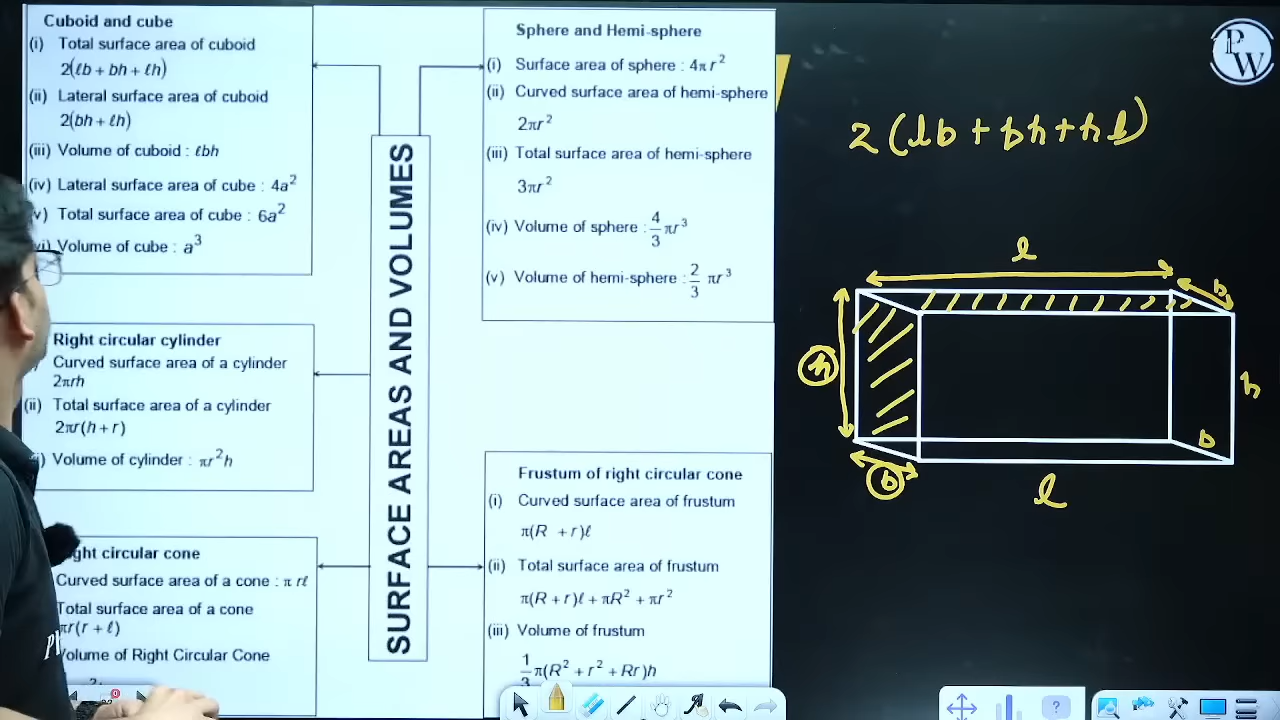 Cuboid and cube
(i) Total surface area of cuboid
2(ℓb + bh + ℓh)
(ii) Lateral surface area of cuboid
2(bh + ℓh)
(iii) Volume of cuboid : ℓbh
(iv) Lateral surface area of cube : 4a²
v) Total surface area of cube : 6a²
vi) Volume of cube : a³
Right circular cylinder
Curved surface area of a cylinder
2πrh
(ii) Total surface area of a cylinder
2πr(h + r)
i) Volume of cylinder : πr²h
ght circular cone
Curved surface area of a cone : π rℓ
Total surface area of a cone
πr(r + ℓ)
Volume of Right Circular Cone
SURFACE AREAS AND VOLUMES
Sphere and Hemi-sphere
(i) Surface area of sphere : 4πr²
(ii) Curved surface area of hemi-sphere
2πr²
(iii) Total surface area of hemi-sphere
3πr²
(iv) Volume of sphere : 4/3 πr³
(v) Volume of hemi-sphere : 2/3 πr³
Frustum of right circular cone
(i) Curved surface area of frustum
π(R + r)ℓ
(ii) Total surface area of frustum
π(R + r)ℓ + πR² + πr²
(iii) Volume of frustum
1/3 π(R² + r² + Rr)h
PW
2(lb + bh + hl)
l
b
h
h
b
b
l